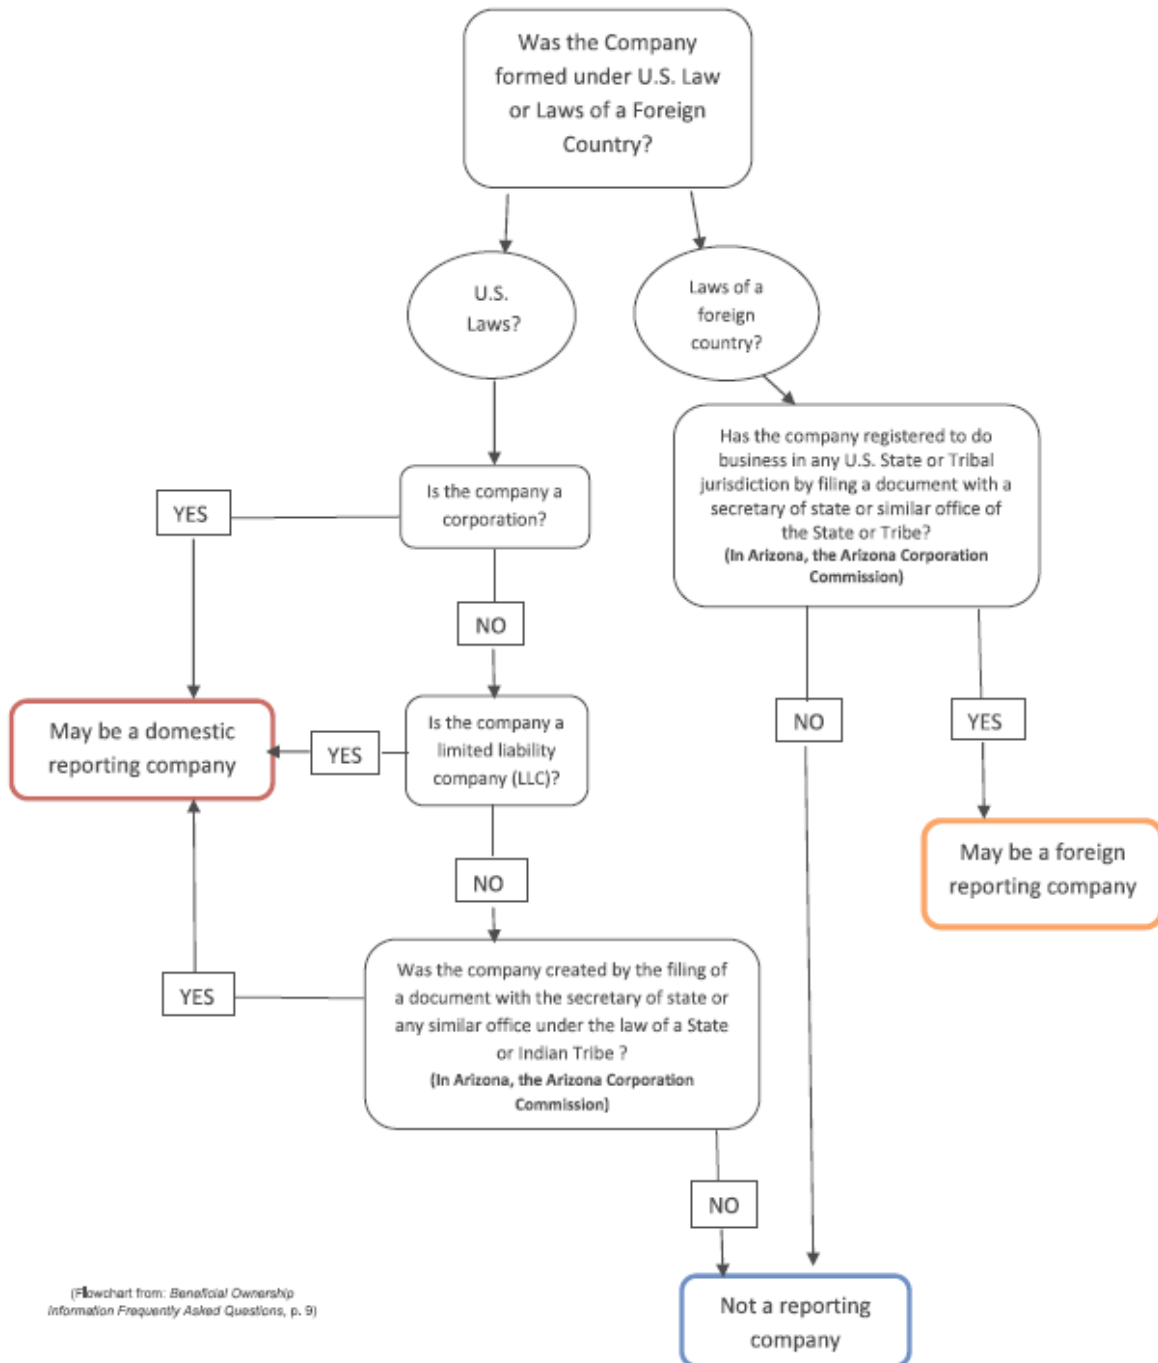 Was the Company
formed under U.S. Law
or Laws of a Foreign
Country?
U.S.
Laws?
Laws of a
foreign
country?
Has the company registered to do
business in any U.S. State or Tribal
jurisdiction by filing a document with a
secretary of state or similar office of
the State or Tribe?
(In Arizona, the Arizona Corporation
Commission)
Is the company a
corporation?
YES
NO
May be a domestic
reporting company
YES
Is the company a
limited liability
company (LLC)?
NO
YES
May be a foreign
reporting company
NO
Was the company created by the filing of
a document with the secretary of state or
any similar office under the law of a State
or Indian Tribe ?
(In Arizona, the Arizona Corporation
Commission)
YES
NO
Not a reporting
company
(Flowchart from: Beneficial Ownership
Information Frequently Asked Questions, p. 9)